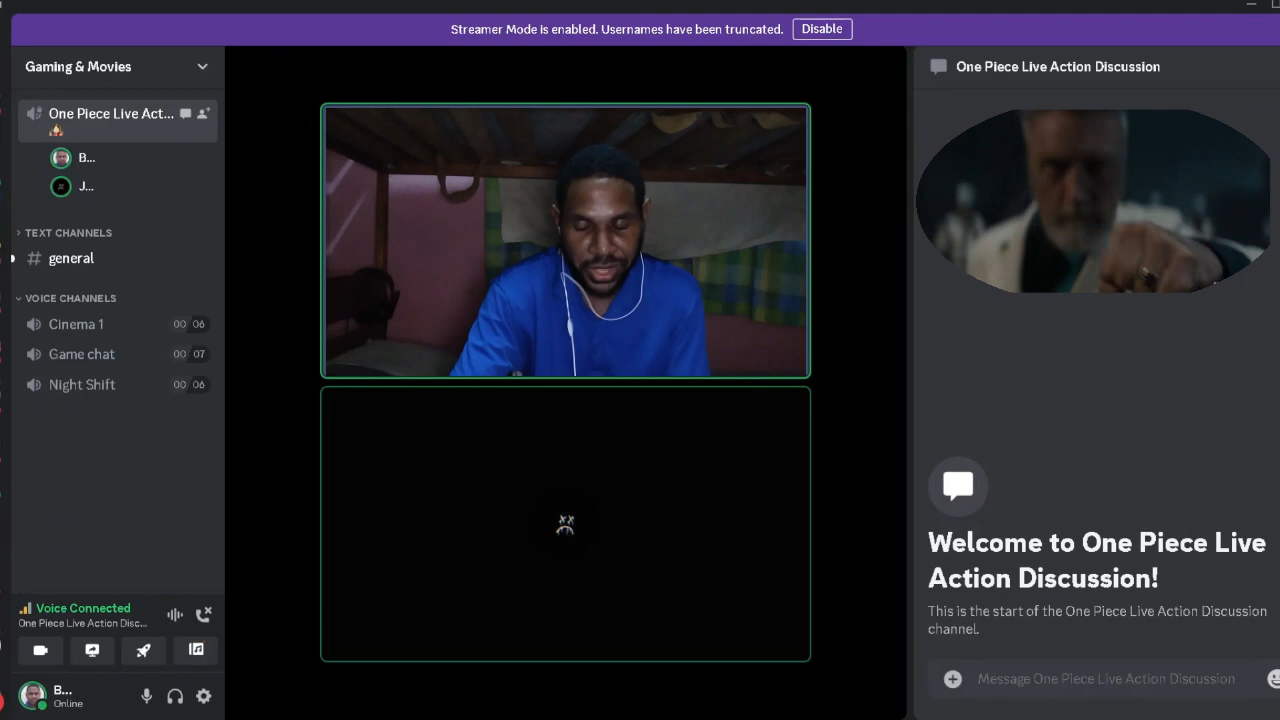 Streamer Mode is enabled. Usernames have been truncated. Disable
Gaming & Movies
One Piece Live Act...
B...
J...
TEXT CHANNELS
general
VOICE CHANNELS
Cinema 1 00 06
Game chat 00 07
Night Shift 00 06
Voice Connected
One Piece Live Action Disc...
B...
Online
One Piece Live Action Discussion
Welcome to One Piece Live
Action Discussion!
This is the start of the One Piece Live Action Discussion
channel.
Message One Piece Live Action Discussion